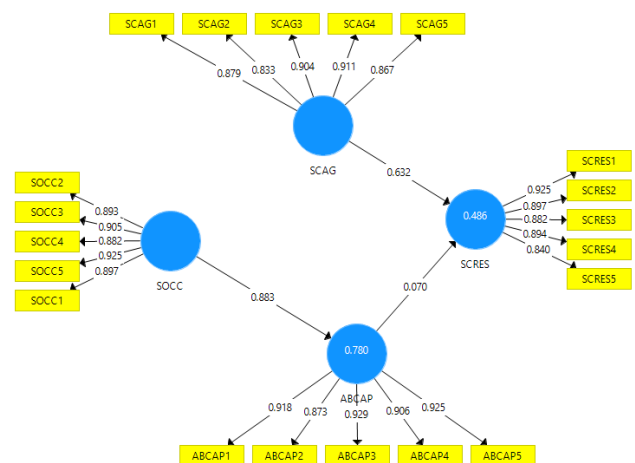 SCAG1 SCAG2 SCAG3 SCAG4 SCAG5
0.879 0.833 0.904 0.911 0.867
SCAG
0.632
SCRES1
SCRES2
SCRES3
SCRES4
SCRES5
0.925
0.897
0.882
0.894
0.840
0.486
SCRES
SOCC2
SOCC3
SOCC4
SOCC5
SOCC1
0.893
0.905
0.882
0.925
0.897
SOCC
0.883
0.070
0.780
ABCAP
0.918 0.873 0.929 0.906 0.925
ABCAP1 ABCAP2 ABCAP3 ABCAP4 ABCAP5